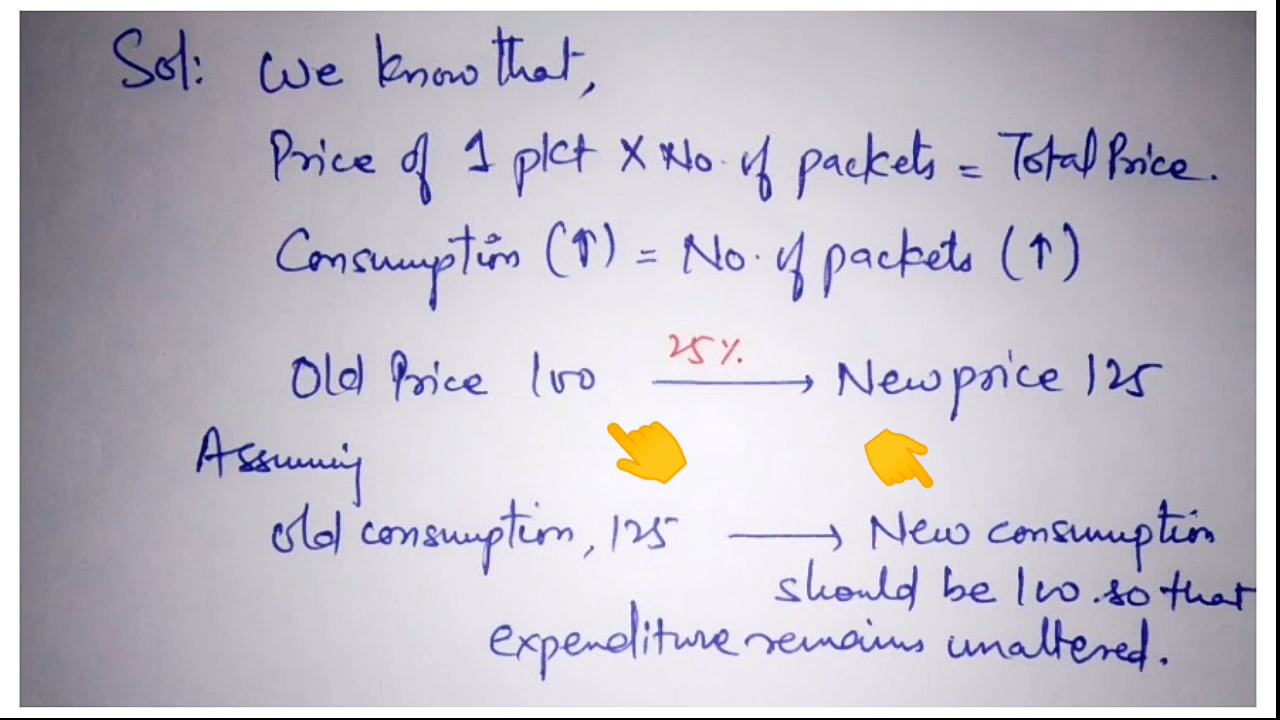 Sol: We know that,
Price of 1 pkt X No. of packets = Total Price.
Consumption (↑) = No. of packets (↑)
25%
Old Price 100 → New price 125
Assuming
old consumption, 125 → New consumption
should be 100. so that
expenditure remains unaltered.